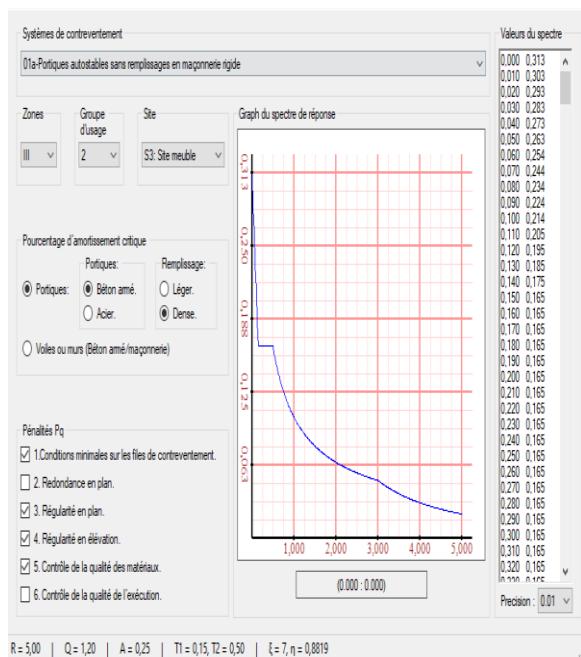 Systèmes de contreventement
01a-Portiques autostables sans remplissages en maçonnerie rigide
Zones
III
Groupe
d'usage
2
Site
S3: Site meuble
Pourcentage d'amortissement critique
Portiques:
Portiques:
Béton armé.
Acier.
Remplissage:
Léger.
Dense.
Voiles ou murs (Béton armé/maçonnerie)
Pénalités Pq
1.Conditions minimales sur les files de contreventement.
2. Redondance en plan.
3. Régularité en plan.
4. Régularité en élévation.
5. Contrôle de la qualité des matériaux.
6. Contrôle de la qualité de l'exécution.
Graph du spectre de réponse
0,313
0,250
0,188
0,125
0,063
1,000 2,000 3,000 4,000 5,000
(0.000 : 0.000)
Valeurs du spectre
0,000 0,313
0,010 0,303
0,020 0,293
0,030 0,283
0,040 0,273
0,050 0,263
0,060 0,254
0,070 0,244
0,080 0,234
0,090 0,224
0,100 0,214
0,110 0,205
0,120 0,195
0,130 0,185
0,140 0,175
0,150 0,165
0,160 0,165
0,170 0,165
0,180 0,165
0,190 0,165
0,200 0,165
0,210 0,165
0,220 0,165
0,230 0,165
0,240 0,165
0,250 0,165
0,260 0,165
0,270 0,165
0,280 0,165
0,290 0,165
0,300 0,165
0,310 0,165
0,320 0,165
Precision : 0.01
R = 5,00 | Q = 1,20 | A = 0,25 | T1 = 0,15, T2 = 0,50 | ξ = 7, η = 0,8819